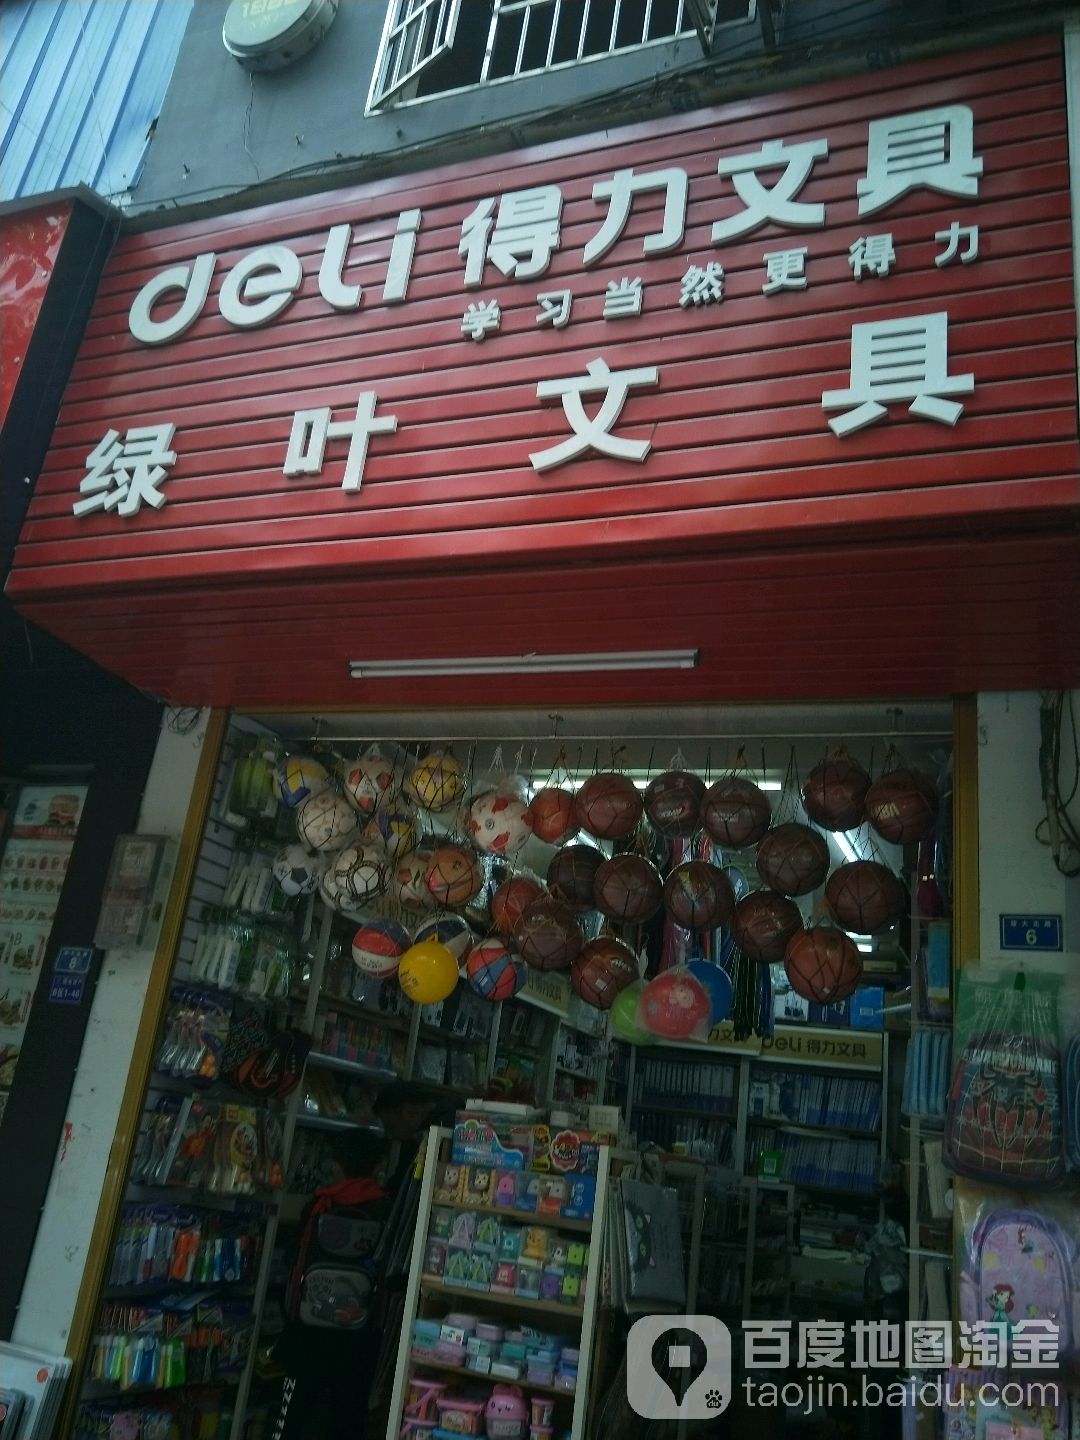 deli 得力文具
学习当然更得力
绿叶文具
8
6
deli 得力文具
百度地图淘金
taojin.baidu.com